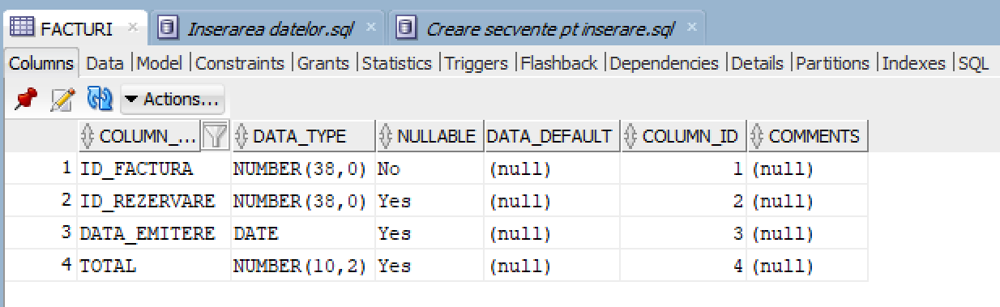 FACTURI Inserarea datelor.sql Creare secvente pt inserare.sql
Columns Data Model Constraints Grants Statistics Triggers Flashback Dependencies Details Partitions Indexes SQL
Actions...
COLUMN_... DATA_TYPE NULLABLE DATA_DEFAULT COLUMN_ID COMMENTS
1 ID_FACTURA NUMBER(38,0) No (null) 1 (null)
2 ID_REZERVARE NUMBER(38,0) Yes (null) 2 (null)
3 DATA_EMITERE DATE Yes (null) 3 (null)
4 TOTAL NUMBER(10,2) Yes (null) 4 (null)